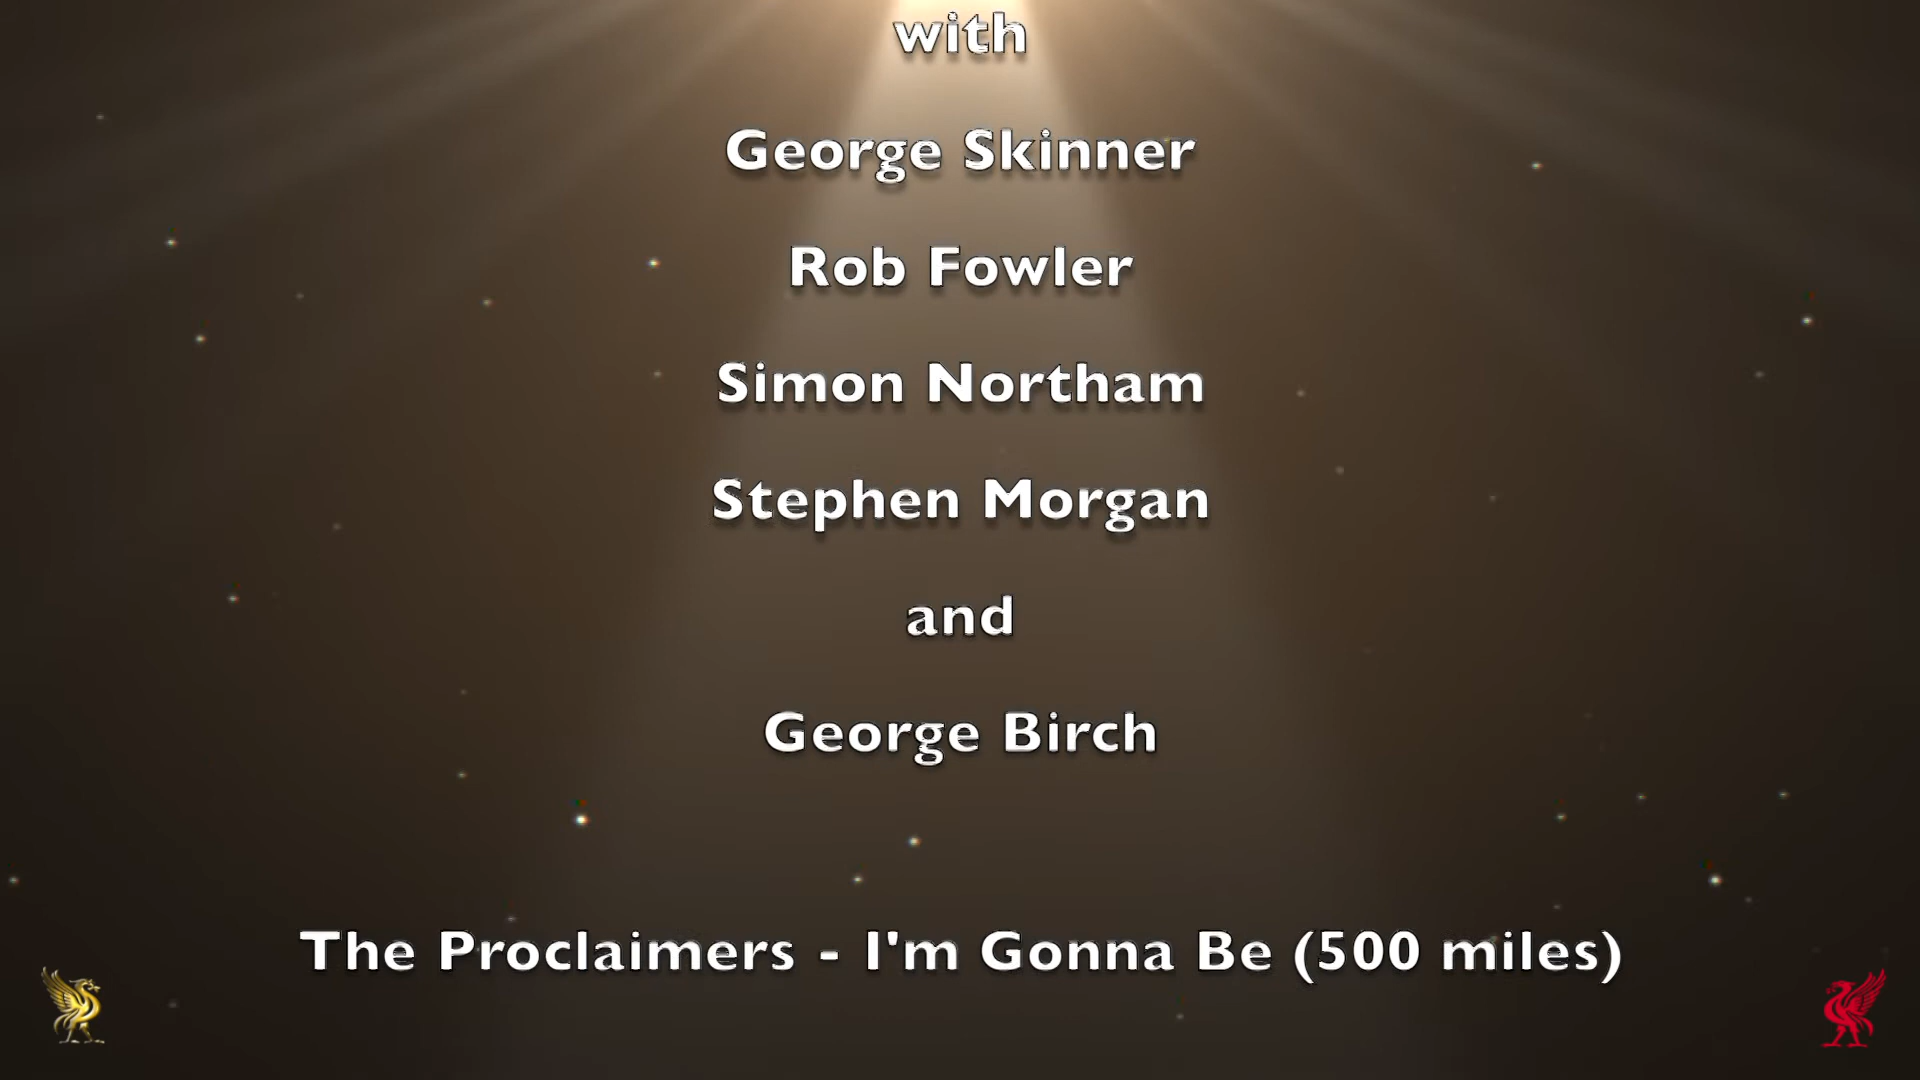 with
George Skinner
Rob Fowler
Simon Northam
Stephen Morgan
and
George Birch
The Proclaimers - I'm Gonna Be (500 miles)